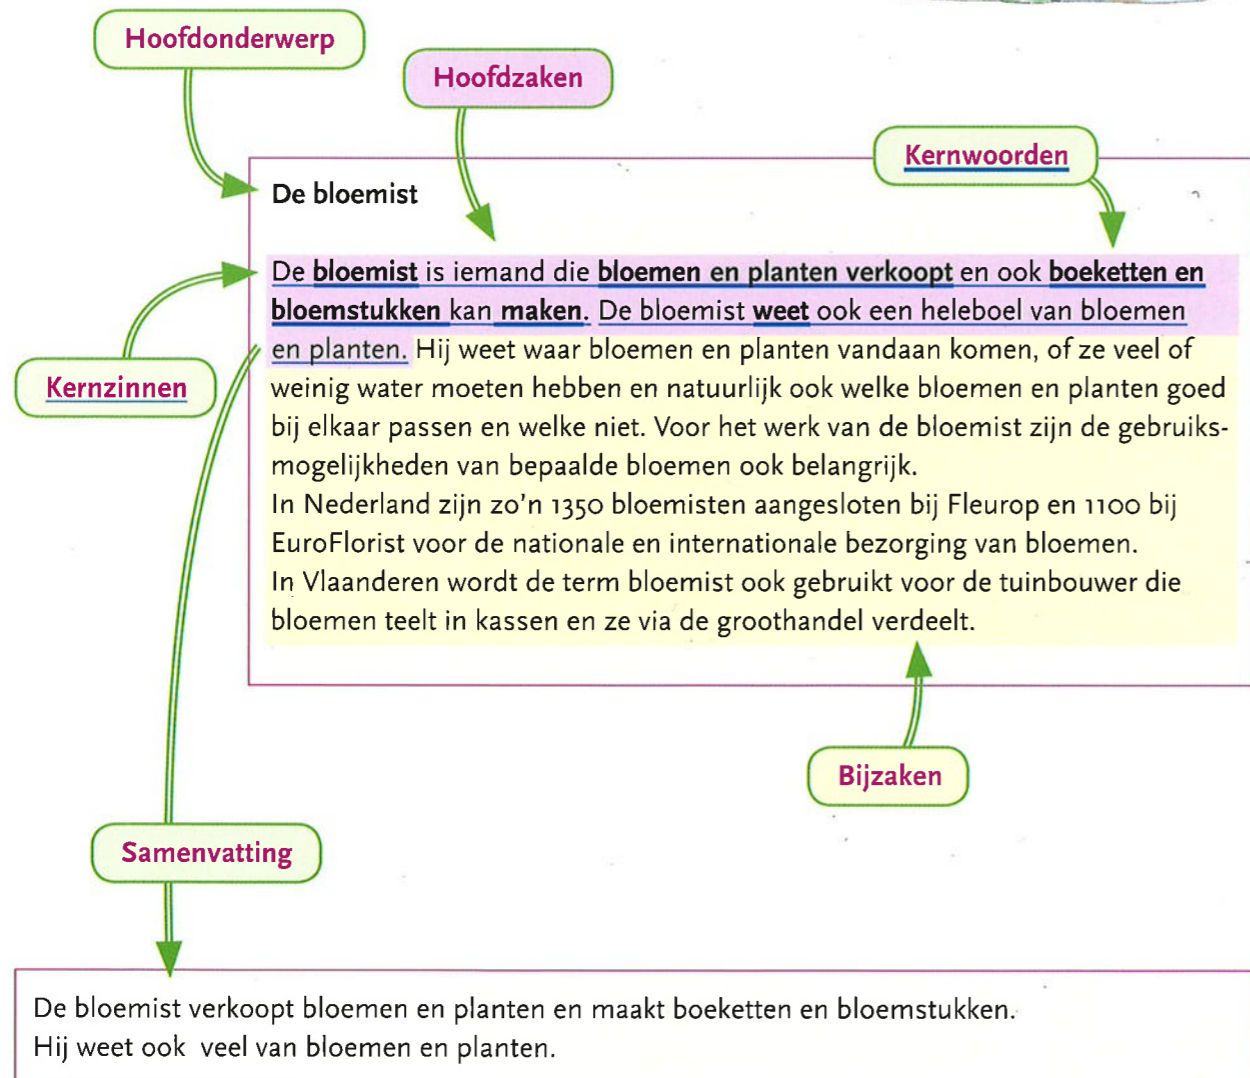 Hoofdonderwerp
Hoofdzaken
Kernwoorden
De bloemist
De bloemist is iemand die bloemen en planten verkoopt en ook boeketten en
bloemstukken kan maken. De bloemist weet ook een heleboel van bloemen
en planten. Hij weet waar bloemen en planten vandaan komen, of ze veel of
Kernzinnen
weinig water moeten hebben en natuurlijk ook welke bloemen en planten goed
bij elkaar passen en welke niet. Voor het werk van de bloemist zijn de gebruiks-
mogelijkheden van bepaalde bloemen ook belangrijk.
In Nederland zijn zo'n 1350 bloemisten aangesloten bij Fleurop en 1100 bij
EuroFlorist voor de nationale en internationale bezorging van bloemen.
In Vlaanderen wordt de term bloemist ook gebruikt voor de tuinbouwer die
bloemen teelt in kassen en ze via de groothandel verdeelt.
Bijzaken
Samenvatting
De bloemist verkoopt bloemen en planten en maakt boeketten en bloemstukken.
Hij weet ook veel van bloemen en planten.